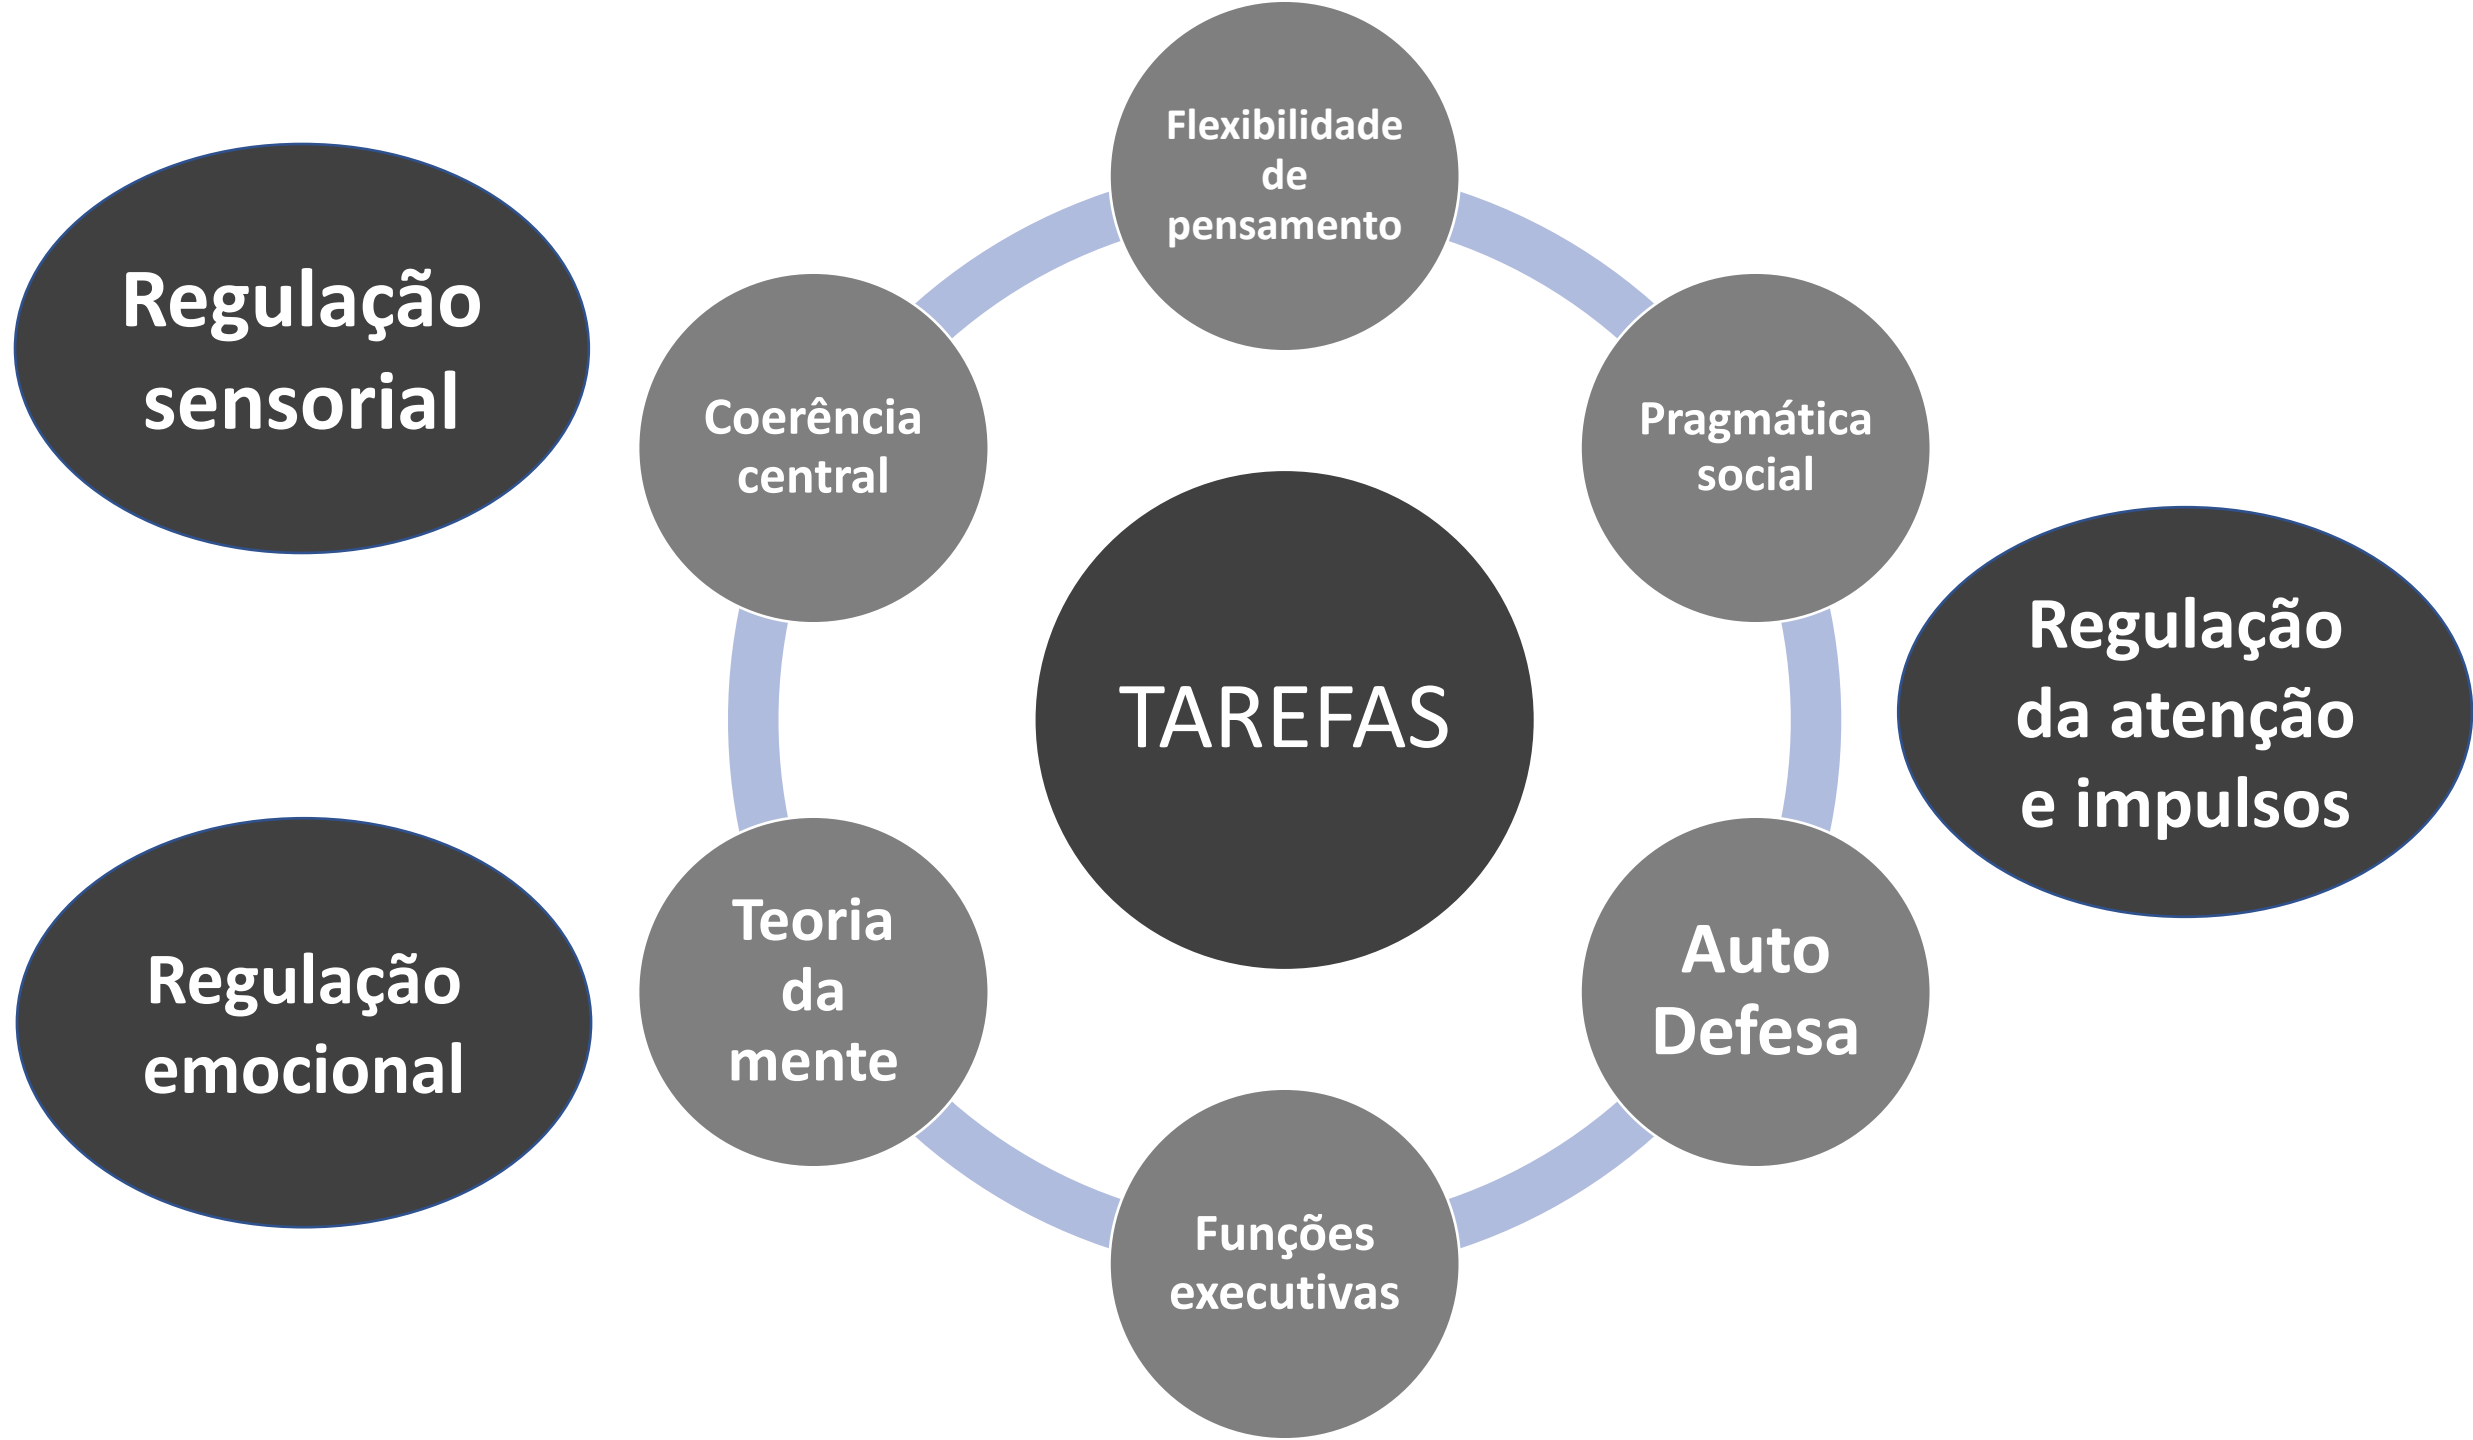 Flexibilidade
de
pensamento
Regulação
sensorial
Coerência
central
Pragmática
social
TAREFAS
Regulação
da atenção
e impulsos
Teoria
da
mente
Auto
Defesa
Regulação
emocional
Funções
executivas